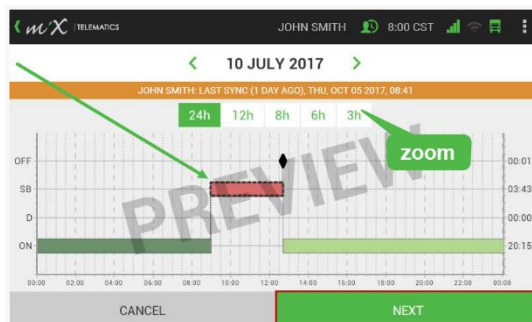 mix TELEMATICS JOHN SMITH 8:00 CST
10 JULY 2017
JOHN SMITH: LAST SYNC (1 DAY AGO), THU, OCT 05 2017, 08:41
24h 12h 8h 6h 3h
zoom
OFF 00:01
SB 03:43
D 00:00
ON 20:15
PREVIEW
00:00 02:00 04:00 06:00 08:00 10:00 12:00 14:00 16:00 18:00 20:00 22:00 00:00
CANCEL NEXT